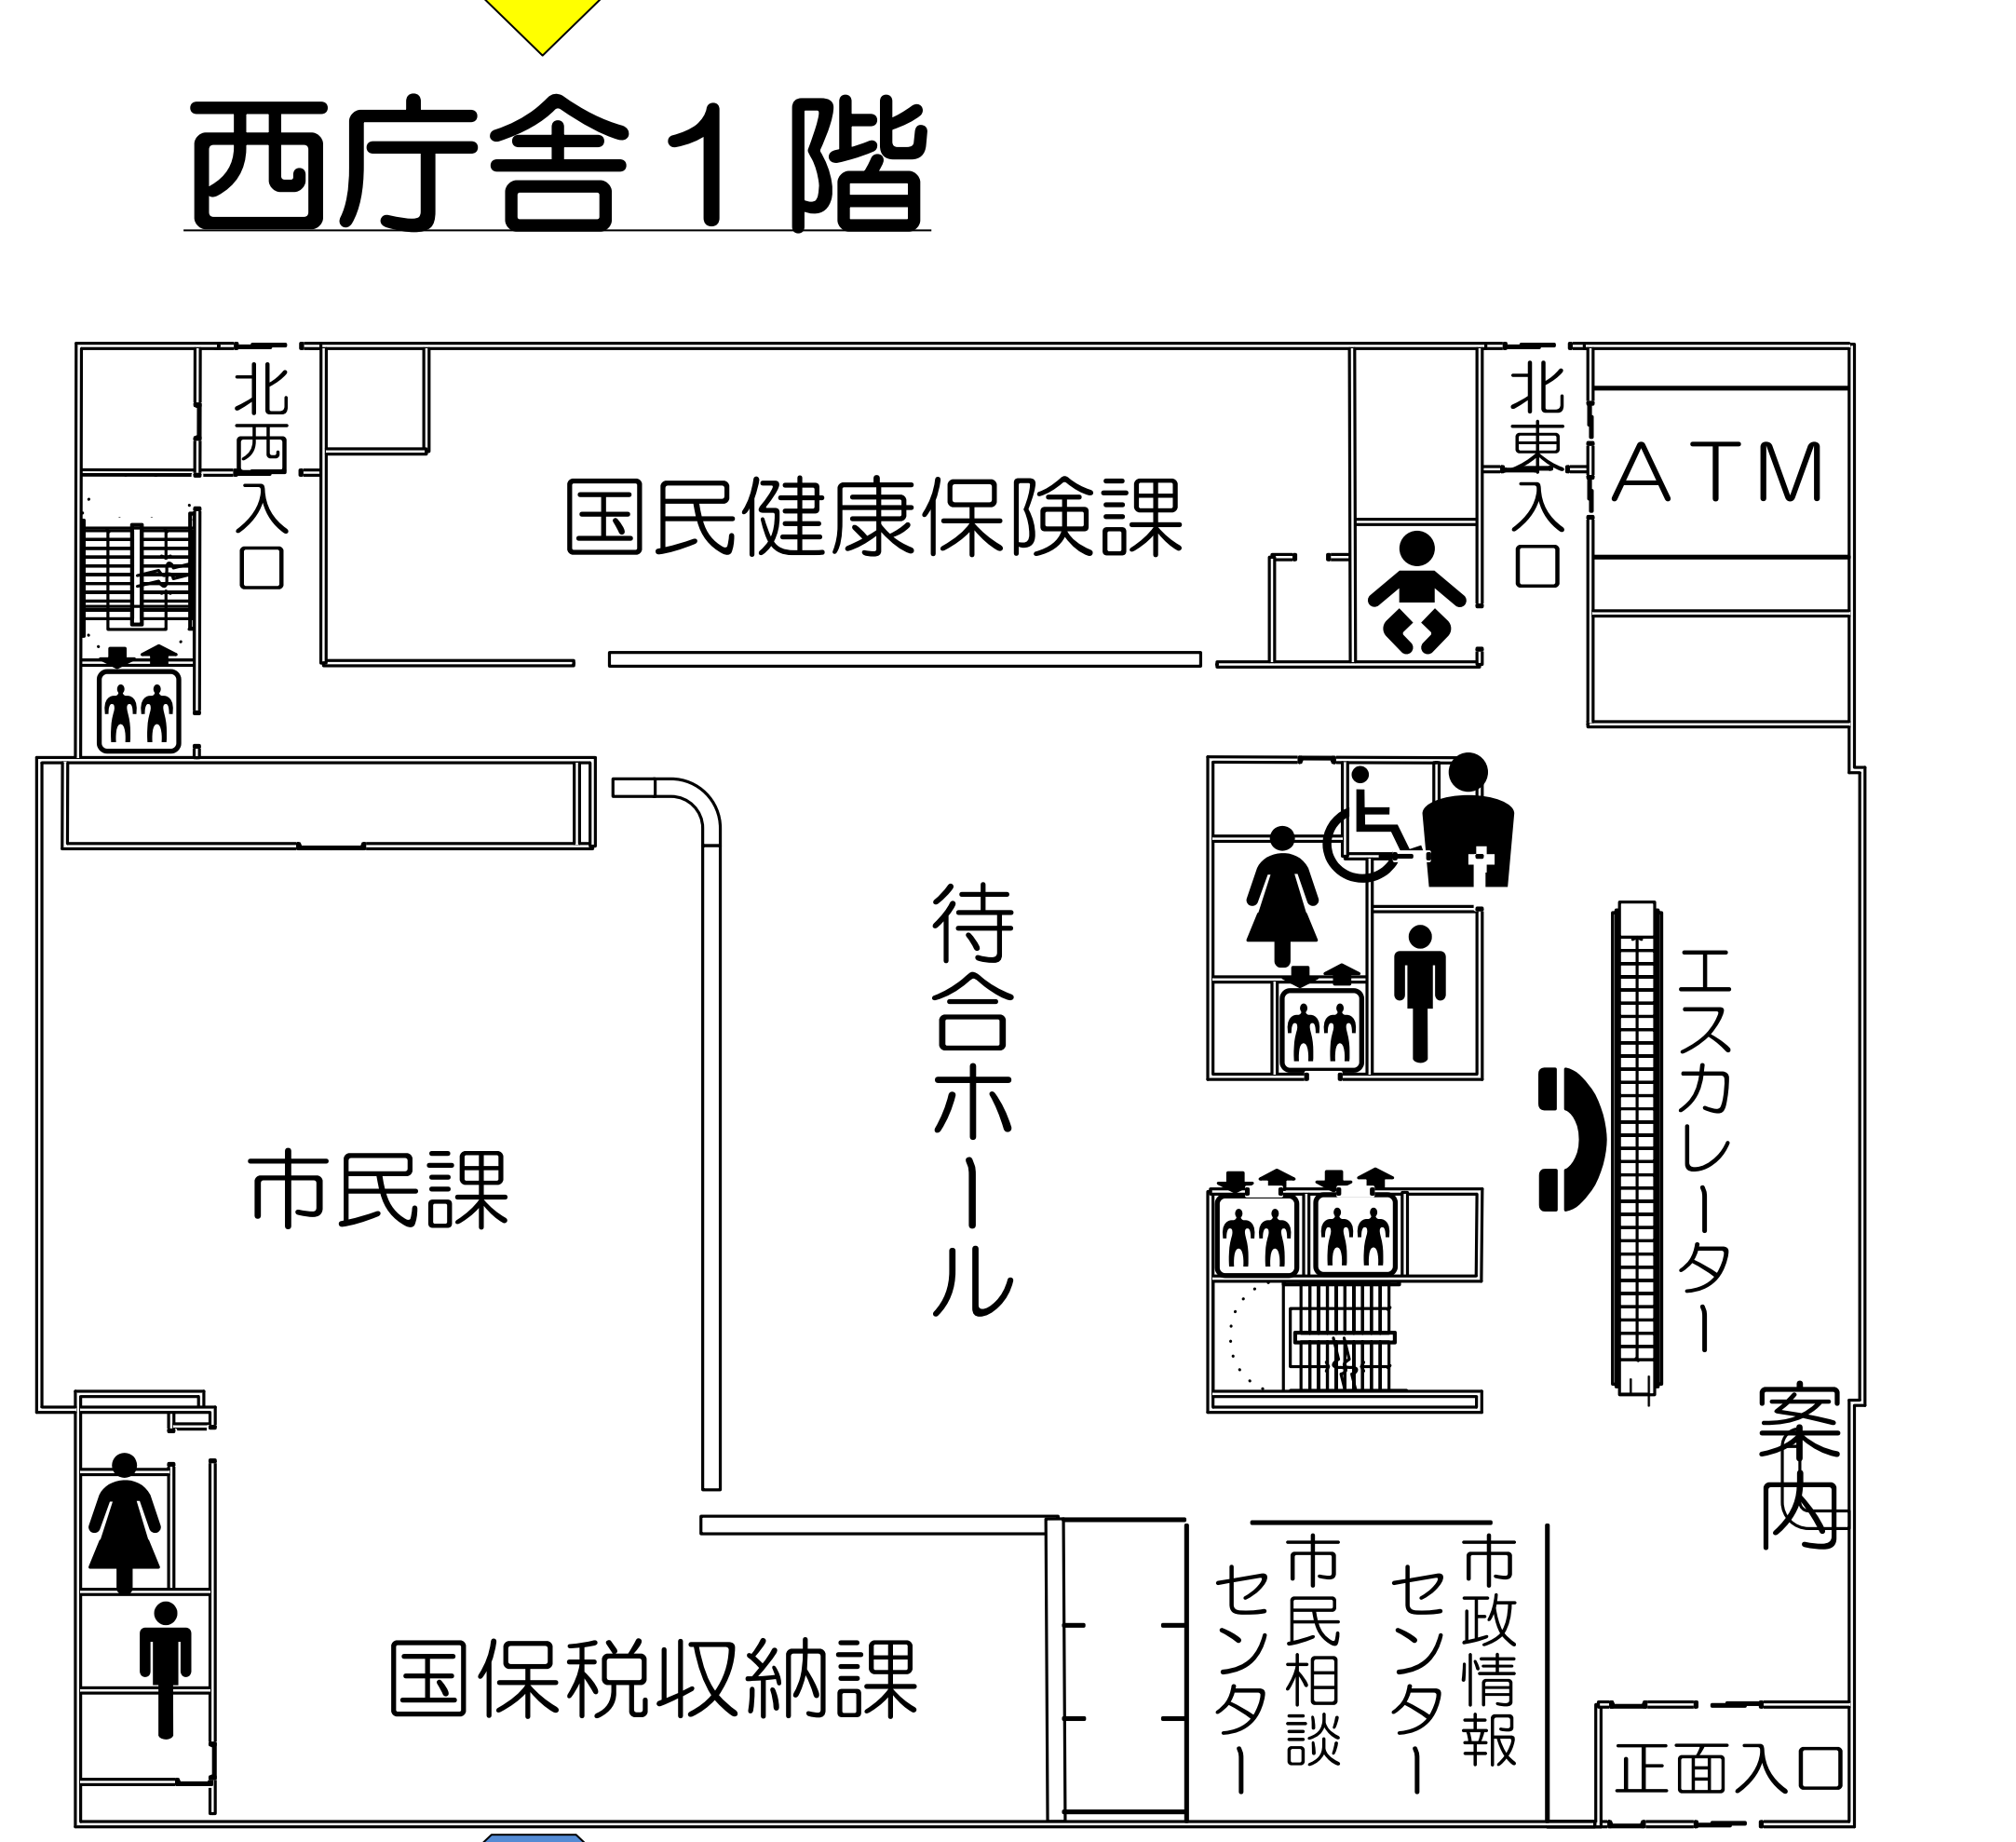 西庁舎1階
北西入口
国民健康保険課
北東入口
ATM
待合ホール
エスカレーター
市民課
案内
国保税収納課
市民相談
センター
市政情報
センター
正面入口